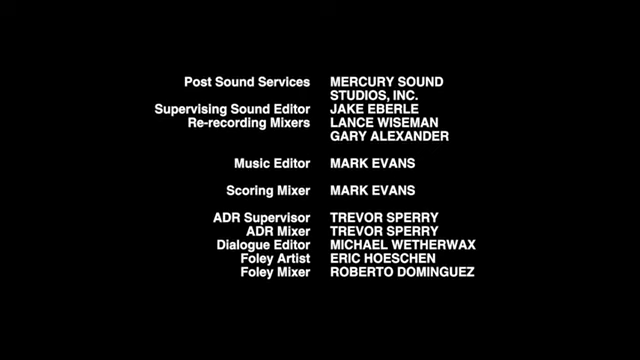 Post Sound Services MERCURY SOUND
STUDIOS, INC.
Supervising Sound Editor JAKE EBERLE
Re-recording Mixers LANCE WISEMAN
GARY ALEXANDER
Music Editor MARK EVANS
Scoring Mixer MARK EVANS
ADR Supervisor TREVOR SPERRY
ADR Mixer TREVOR SPERRY
Dialogue Editor MICHAEL WETHERWAX
Foley Artist ERIC HOESCHEN
Foley Mixer ROBERTO DOMINGUEZ